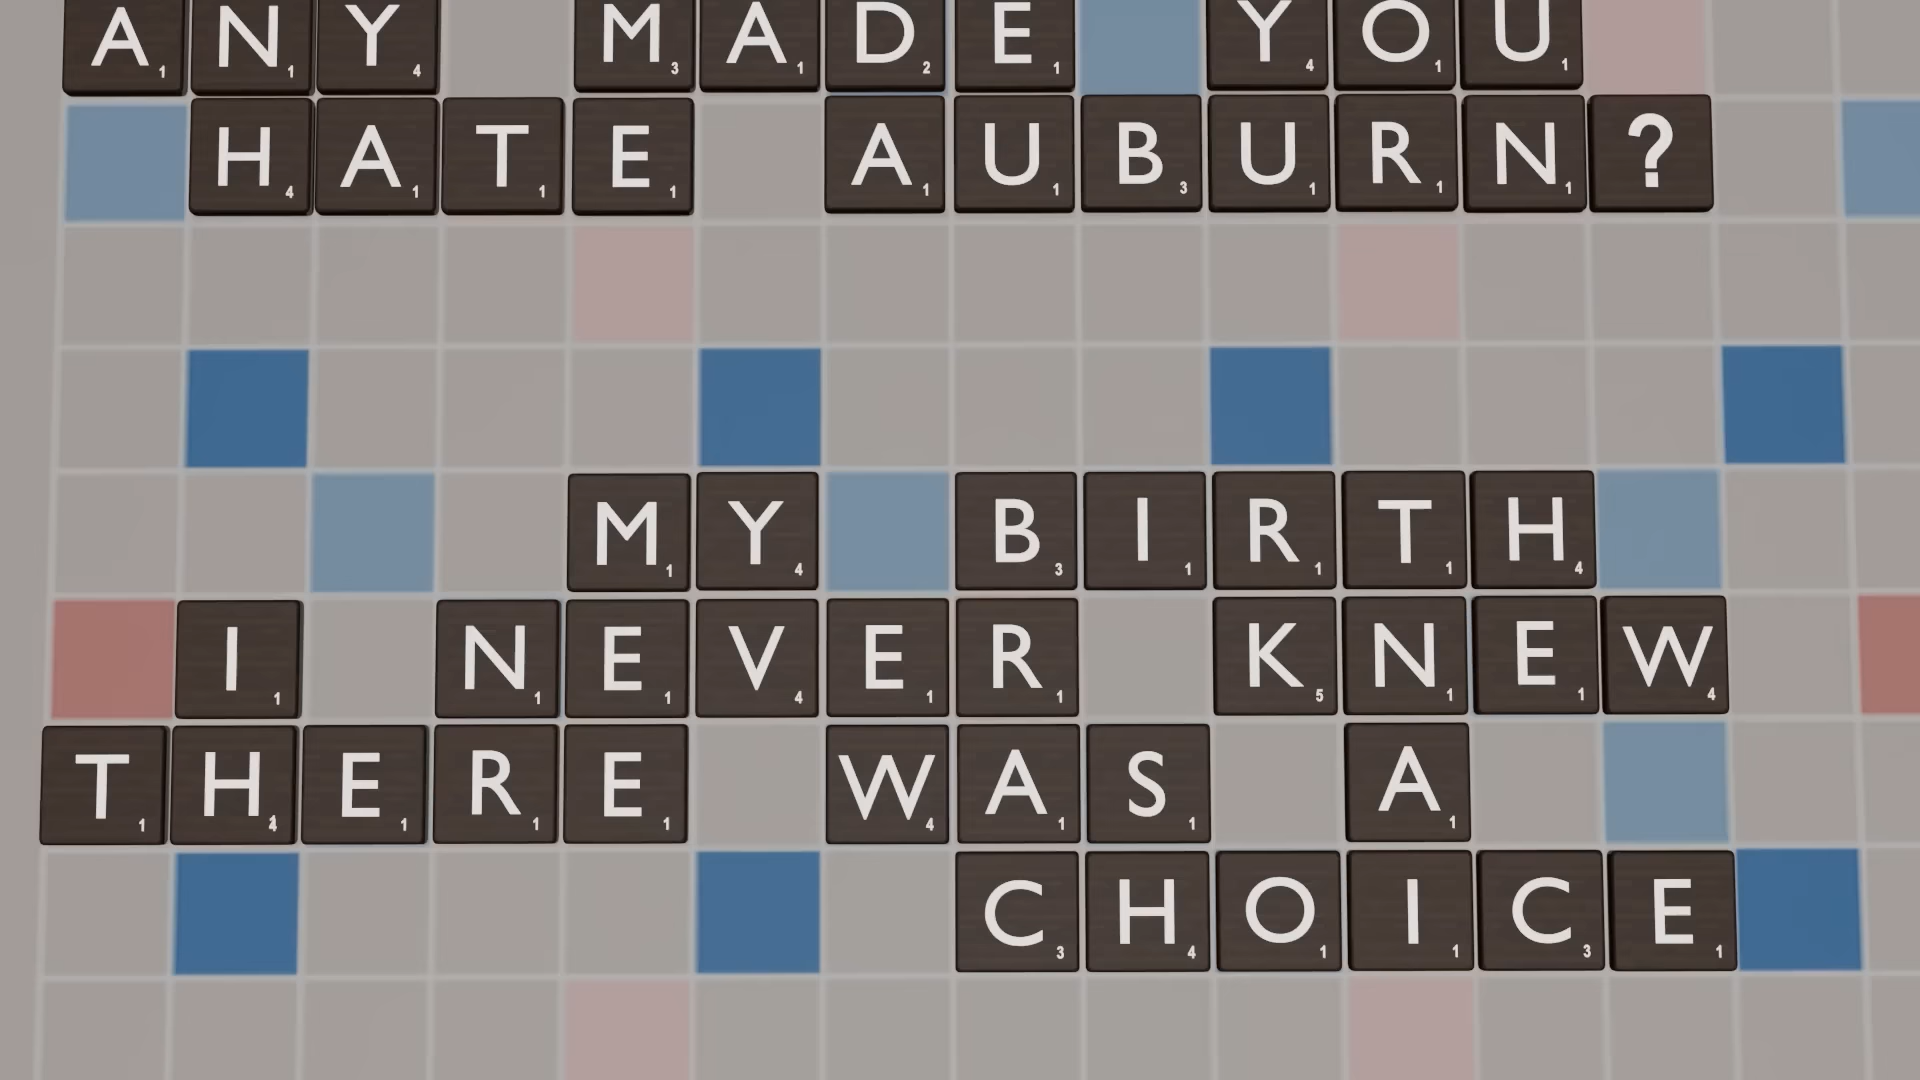 ANY MADE YOU
HATE AUBURN?
MY BIRTH
I NEVER KNEW
THERE WAS A
CHOICE